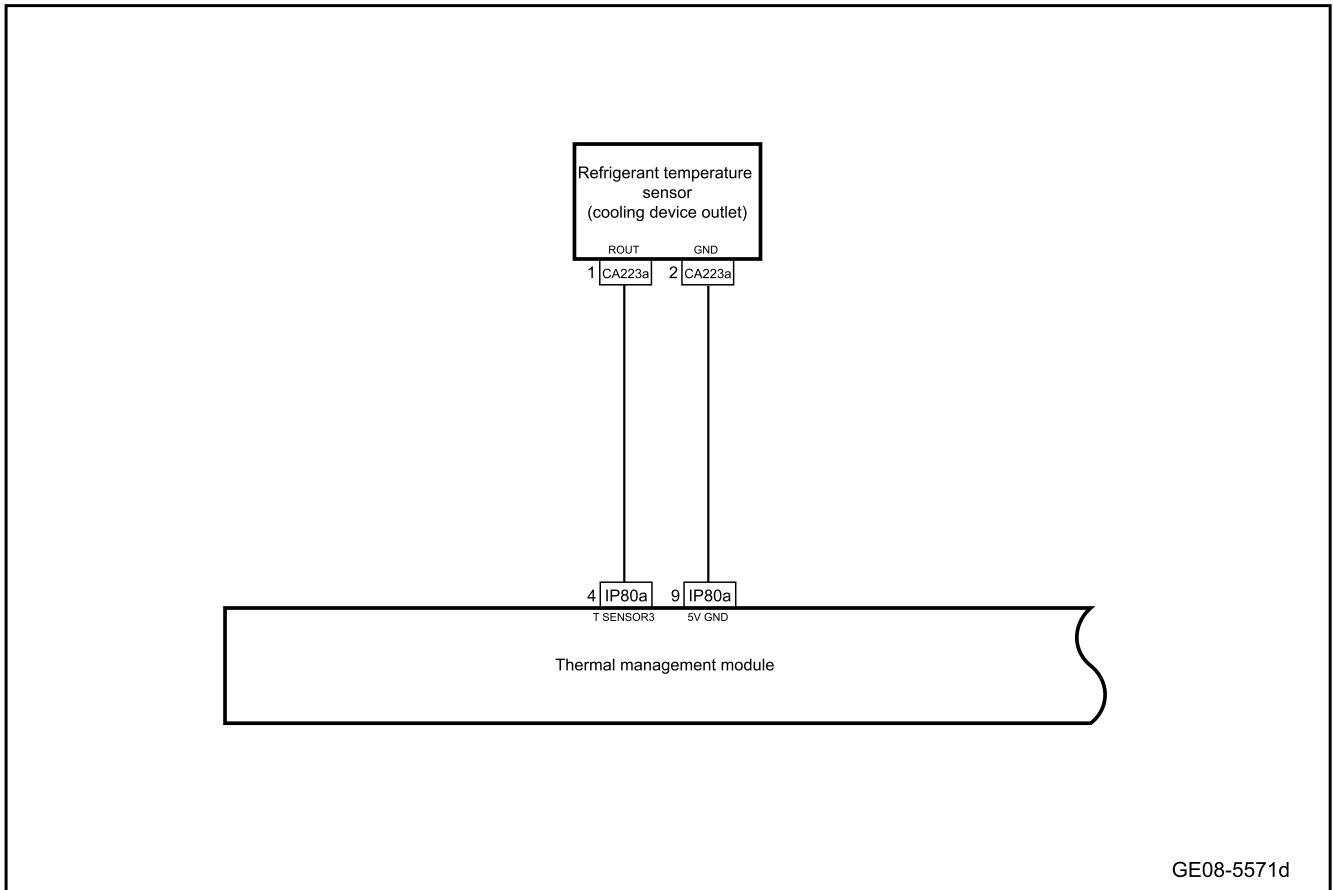 Refrigerant temperature
sensor
(cooling device outlet)
ROUT GND
1 CA223a 2 CA223a
4 IP80a 9 IP80a
T SENSOR3 5V GND
Thermal management module
GE08-5571d